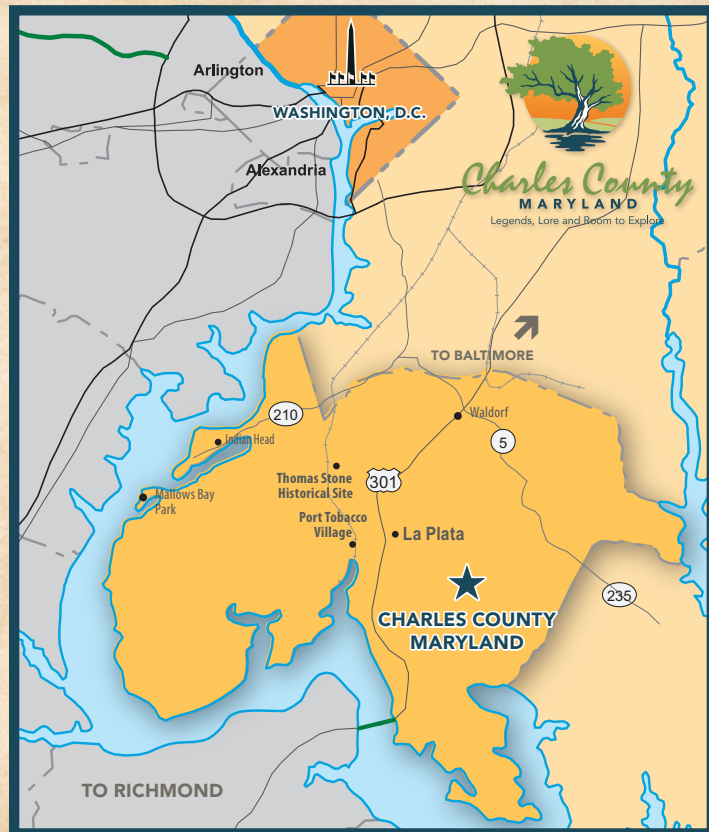 Arlington
WASHINGTON, D.C.
Alexandria
Charles County
MARYLAND
Legends, Lore and Room to Explore
TO BALTIMORE
Waldorf
210
5
Indian Head
Thomas Stone
Historical Site
301
Mallows Bay
Park
Port Tobacco
Village
La Plata
235
CHARLES COUNTY
MARYLAND
TO RICHMOND